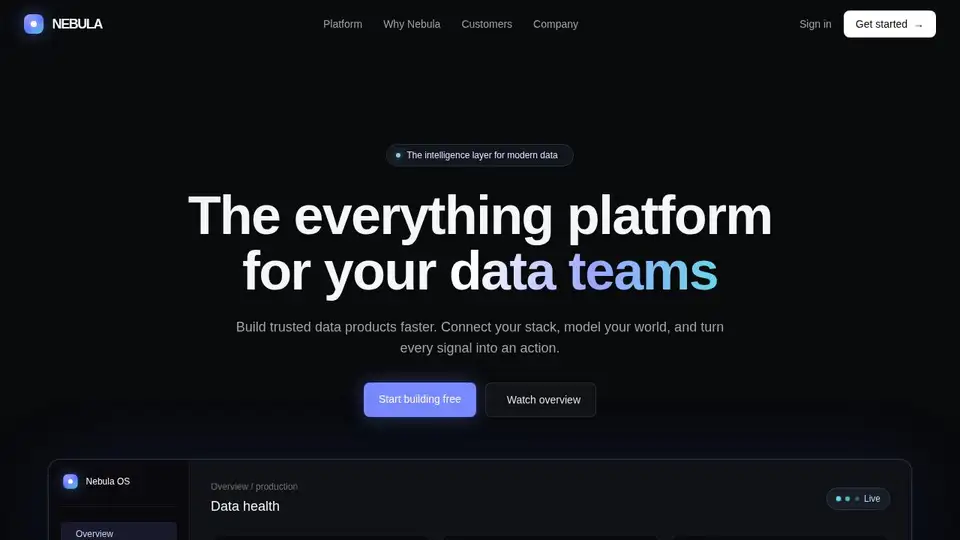 NEBULA
Platform
Why Nebula
Customers
Company
Sign in
Get started →
The intelligence layer for modern data
The everything platform
for your data teams
Build trusted data products faster. Connect your stack, model your world, and turn
every signal into an action.
Start building free
Watch overview
Nebula OS
Overview / production
Data health
Live
Overview